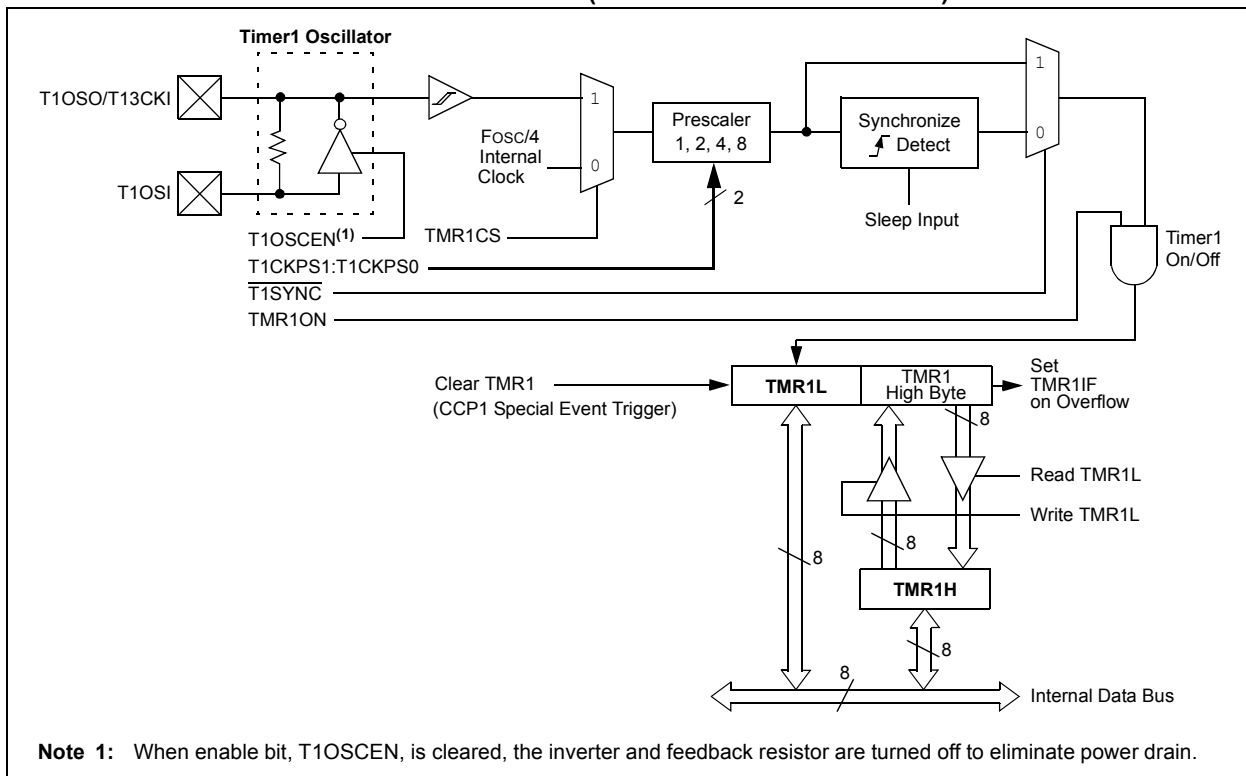 Timer1 Oscillator
T1OSO/T13CKI
T1OSI
FOSC/4
Internal
Clock
1
0
Prescaler
1, 2, 4, 8
2
Synchronize
Detect
Sleep Input
1
0
T1OSCEN(1)
TMR1CS
T1CKPS1:T1CKPS0
T1SYNC
TMR1ON
Timer1
On/Off
Clear TMR1
(CCP1 Special Event Trigger)
TMR1L
TMR1
High Byte
Set
TMR1IF
on Overflow
8
Read TMR1L
Write TMR1L
8
8
TMR1H
8
8
Internal Data Bus
Note 1: When enable bit, T1OSCEN, is cleared, the inverter and feedback resistor are turned off to eliminate power drain.